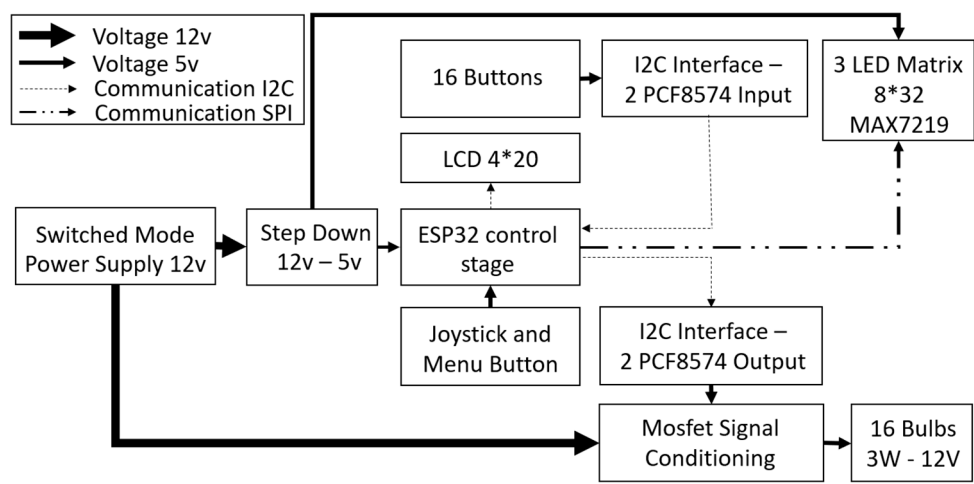 Voltage 12v
Voltage 5v
Communication I2C
Communication SPI
16 Buttons
I2C Interface –
2 PCF8574 Input
3 LED Matrix
8*32
MAX7219
LCD 4*20
Switched Mode
Power Supply 12v
Step Down
12v – 5v
ESP32 control
stage
Joystick and
Menu Button
I2C Interface –
2 PCF8574 Output
Mosfet Signal
Conditioning
16 Bulbs
3W - 12V